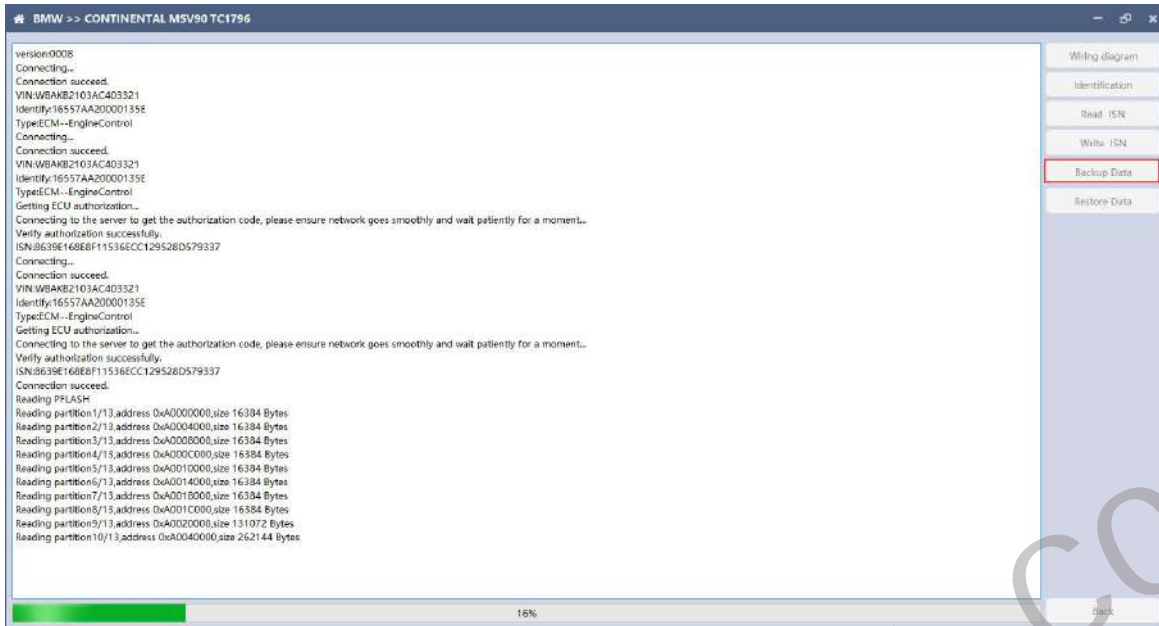 BMW >> CONTINENTAL MSV90 TC1796
version:0008
Connecting...
Connection succeed.
VIN:WBAKB2103AC403321
Identify:16557AA20000135E
Type:ECM--EngineControl
Connecting...
Connection succeed.
VIN:WBAKB2103AC403321
Identify:16557AA20000135E
Type:ECM--EngineControl
Getting ECU authorization...
Connecting to the server to get the authorization code, please ensure network goes smoothly and wait patiently for a moment...
Verify authorization successfully.
ISN:8639E168E8F11536ECC129528D579337
Connecting...
Connection succeed.
VIN:WBAKB2103AC403321
Identify:16557AA20000135E
Type:ECM--EngineControl
Getting ECU authorization...
Connecting to the server to get the authorization code, please ensure network goes smoothly and wait patiently for a moment...
Verify authorization successfully.
ISN:8639E168E8F11536ECC129528D579337
Connection succeed.
Reading PFLASH
Reading partition1/13,address 0xA0000000,size 16384 Bytes
Reading partition2/13,address 0xA0004000,size 16384 Bytes
Reading partition3/13,address 0xA0008000,size 16384 Bytes
Reading partition4/13,address 0xA000C000,size 16384 Bytes
Reading partition5/13,address 0xA0010000,size 16384 Bytes
Reading partition6/13,address 0xA0014000,size 16384 Bytes
Reading partition7/13,address 0xA0018000,size 16384 Bytes
Reading partition8/13,address 0xA001C000,size 16384 Bytes
Reading partition9/13,address 0xA0020000,size 131072 Bytes
Reading partition10/13,address 0xA0040000,size 262144 Bytes
16%
Wiring diagram
Identification
Read ISN
Write ISN
Backup Data
Restore Data
Back